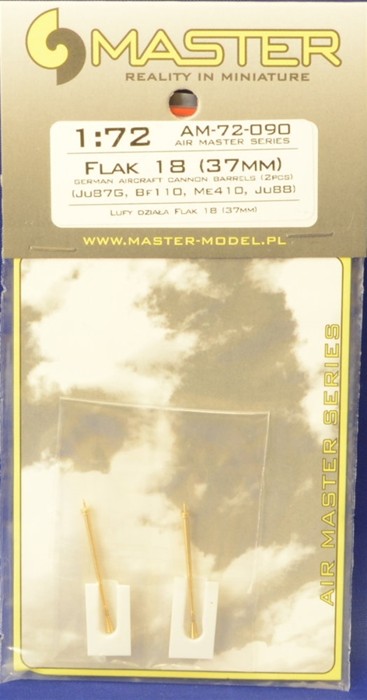 MASTER
REALITY IN MINIATURE
1:72
AM-72-090
AIR MASTER SERIES
FLAK 18 (37MM)
GERMAN AIRCRAFT CANNON BARRELS (2PCS)
(JU87G, BF110, ME410, JU88)
LUFY DZIAŁA FLAK 18 (37MM)
WWW.MASTER-MODEL.PL
AIR MASTER SERIES